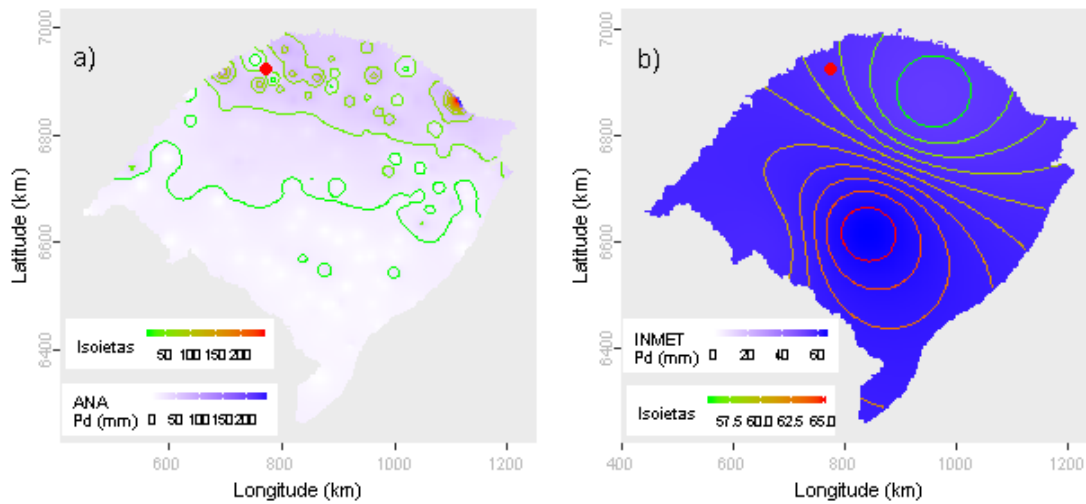 a)
7000
6800
6600
6400
Latitude (km)
Isoietas
50 100 150 200
ANA
Pd (mm)
0 50 100 150 200
600 800 1000 1200
Longitude (km)
b)
7000
6800
6600
6400
Latitude (km)
INMET
Pd (mm)
0 20 40 60
Isoietas
57.5 60.0 62.5 65.0
400 600 800 1000 1200
Longitude (km)